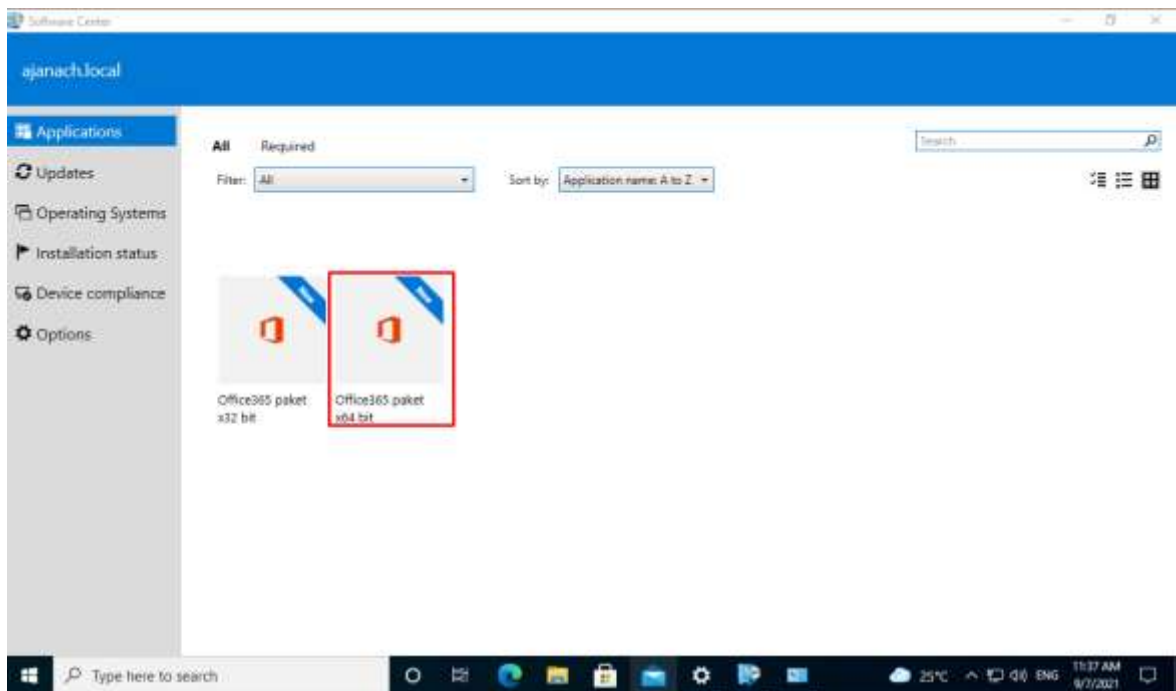 Software Center
ajanach.local
Applications
Updates
Operating Systems
Installation status
Device compliance
Options
All Required
Search
Filter: All Sort by: Application name: A to Z
New New
Office365 paket
x32 bit
Office365 paket
x64 bit
Type here to search
25°C ENG
11:37 AM
9/7/2021